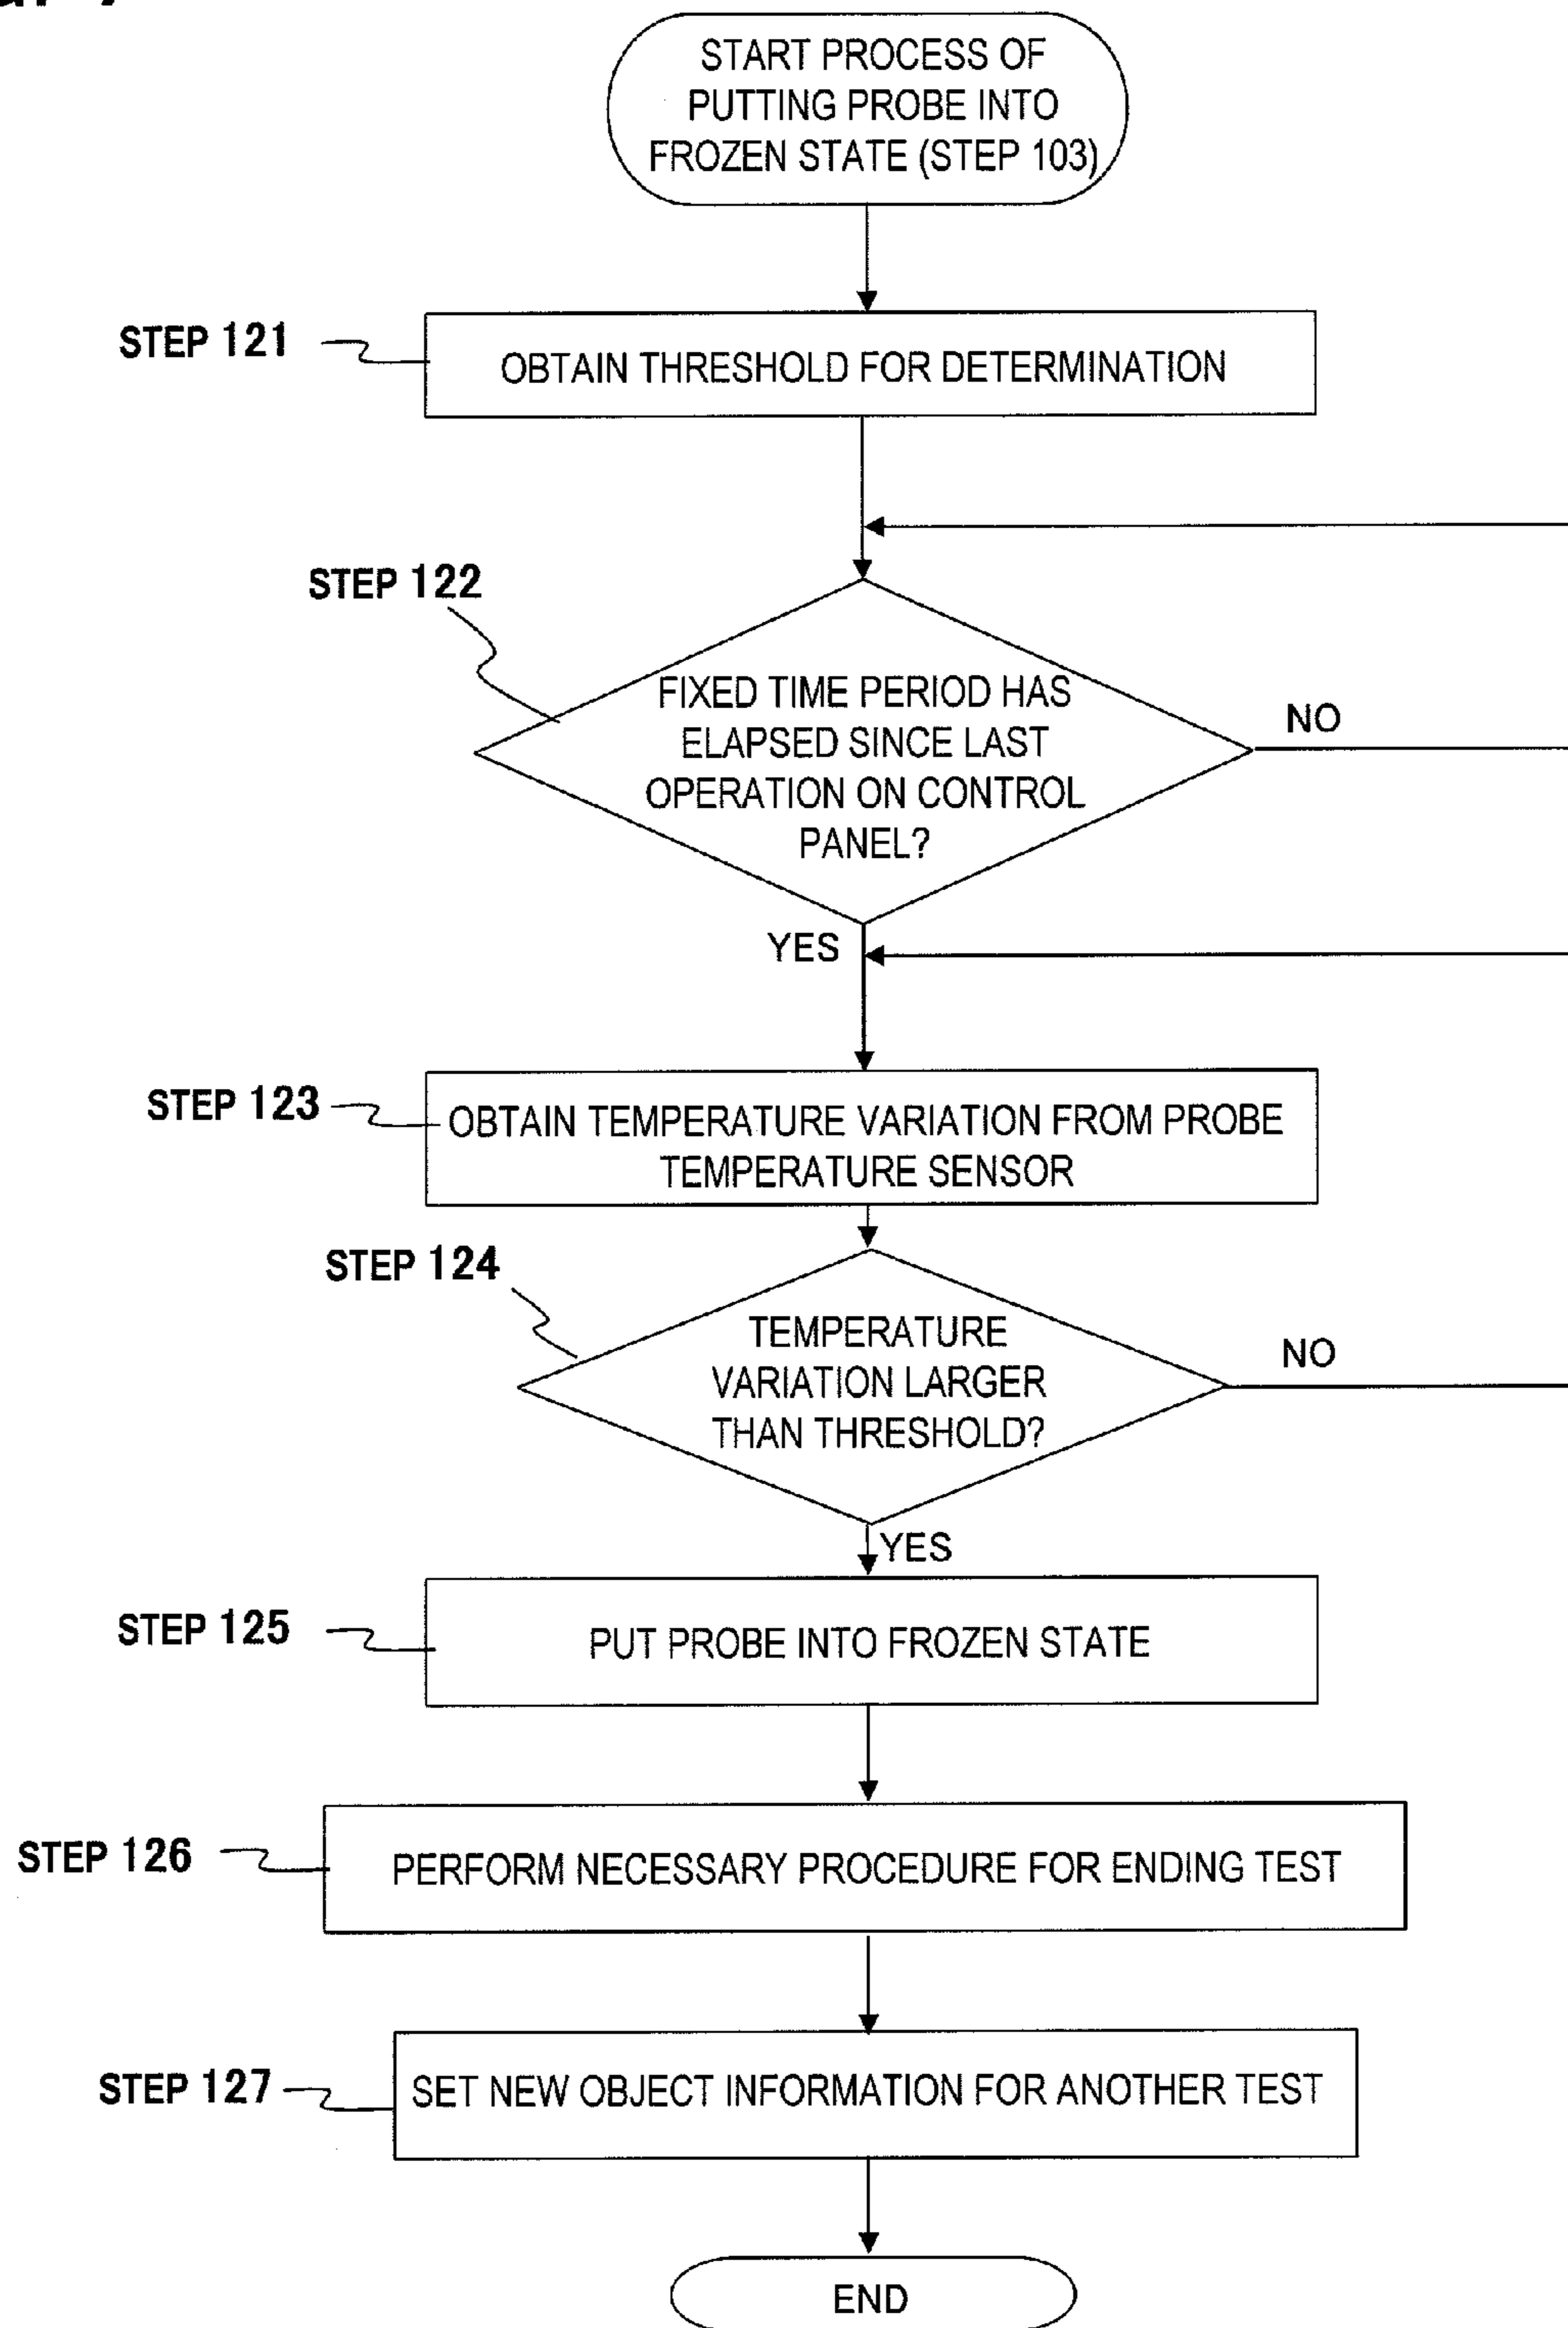 START PROCESS OF
PUTTING PROBE INTO
FROZEN STATE (STEP 103)
STEP 121
OBTAIN THRESHOLD FOR DETERMINATION
STEP 122
FIXED TIME PERIOD HAS
ELAPSED SINCE LAST
OPERATION ON CONTROL
PANEL?
NO
YES
STEP 123
OBTAIN TEMPERATURE VARIATION FROM PROBE
TEMPERATURE SENSOR
STEP 124
TEMPERATURE
VARIATION LARGER
THAN THRESHOLD?
NO
YES
STEP 125
PUT PROBE INTO FROZEN STATE
STEP 126
PERFORM NECESSARY PROCEDURE FOR ENDING TEST
STEP 127
SET NEW OBJECT INFORMATION FOR ANOTHER TEST
END